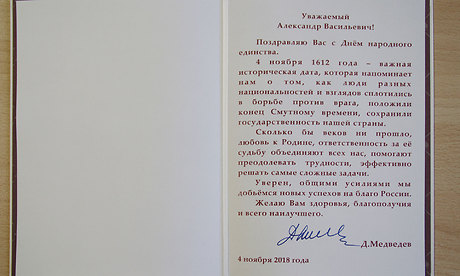 Уважаемый
Александр Васильевич!
Поздравляю Вас с Днём народного
единства.
4 ноября 1612 года – важная
историческая дата, которая напоминает
нам о том, как люди разных
национальностей и взглядов сплотились
в борьбе против врага, положили
конец Смутному времени, сохранили
государственность нашей страны.
Сколько бы веков ни прошло,
любовь к Родине, ответственность за её
судьбу объединяют всех нас, помогают
преодолевать трудности, эффективно
решать самые сложные задачи.
Уверен, общими усилиями мы
добьёмся новых успехов на благо России.
Желаю Вам здоровья, благополучия
и всего наилучшего.
Д.Медведев
4 ноября 2018 года